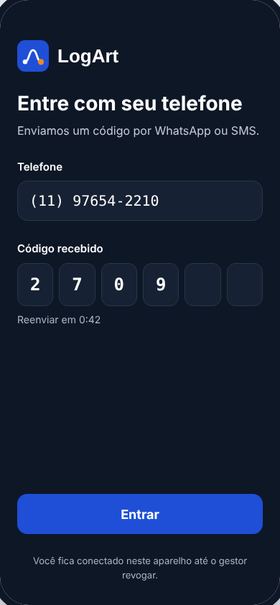 LogArt
Entre com seu telefone
Enviamos um código por WhatsApp ou SMS.
Telefone
(11) 97654-2210
Código recebido
2 7 0 9
Reenviar em 0:42
Entrar
Você fica conectado neste aparelho até o gestor
revogar.